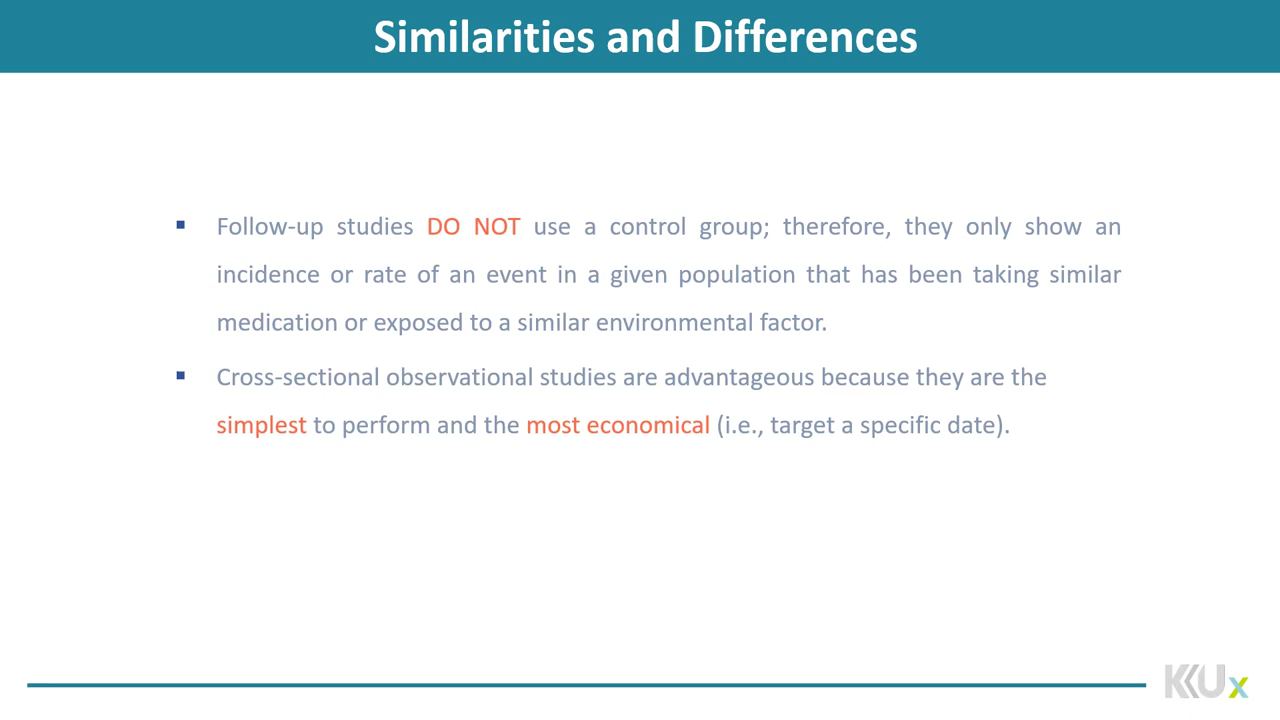 Similarities and Differences
▪ Follow-up studies DO NOT use a control group; therefore, they only show an
incidence or rate of an event in a given population that has been taking similar
medication or exposed to a similar environmental factor.
▪ Cross-sectional observational studies are advantageous because they are the
simplest to perform and the most economical (i.e., target a specific date).
KKUx